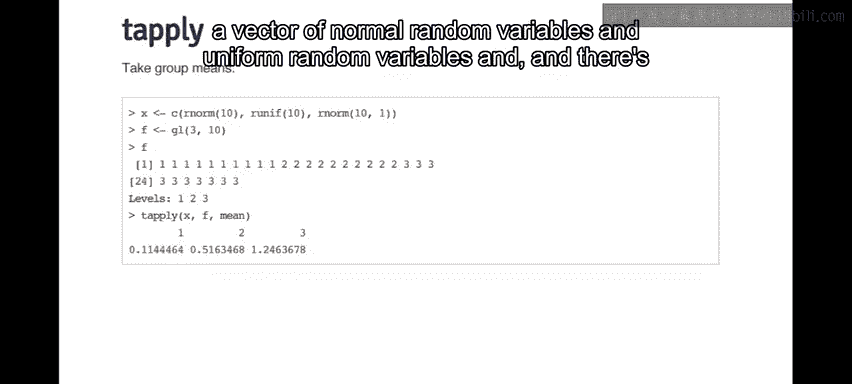 tapply
a vector of normal random variables and
uniform random variables and, and there's
Take group means.
> x <- c(rnorm(10), runif(10), rnorm(10, 1))
> f <- gl(3, 10)
> f
[1] 1 1 1 1 1 1 1 1 1 1 2 2 2 2 2 2 2 2 2 2 3 3 3
[24] 3 3 3 3 3 3 3
Levels: 1 2 3
> tapply(x, f, mean)
1 2 3
0.1144464 0.5163468 1.2463678